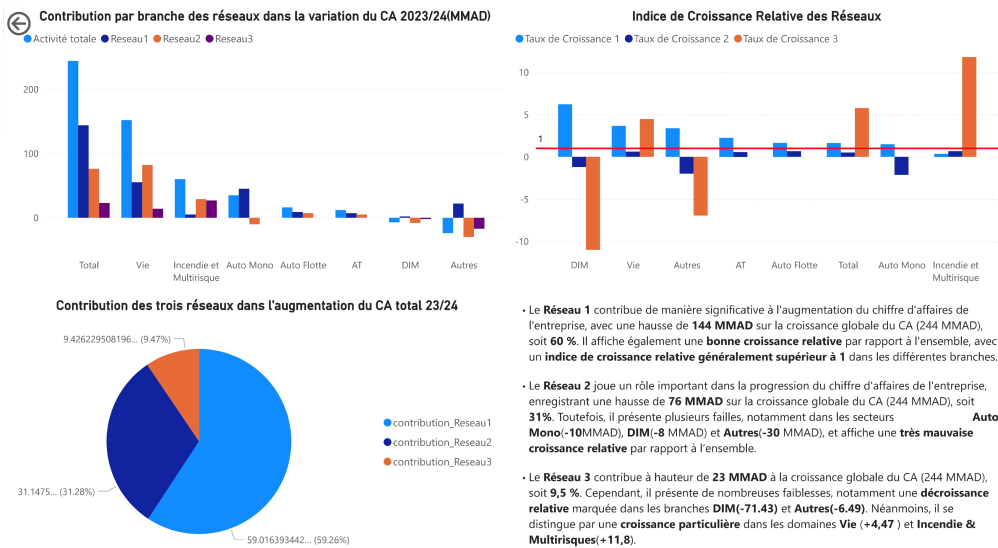 Contribution par branche des réseaux dans la variation du CA 2023/24(MMAD)
Activité totale Reseau1 Reseau2 Reseau3
200
100
0
Total Vie Incendie et Multirisque Auto Mono Auto Flotte AT DIM Autres
Indice de Croissance Relative des Réseaux
Taux de Croissance 1 Taux de Croissance 2 Taux de Croissance 3
10
5
1
0
-5
-10
DIM Vie Autres AT Auto Flotte Total Auto Mono Incendie et Multirisque
Contribution des trois réseaux dans l'augmentation du CA total 23/24
9.426229508196... (9.47%)
31.1475... (31.28%)
59.016393442... (59.26%)
contribution_Reseau1
contribution_Reseau2
contribution_Reseau3
• Le Réseau 1 contribue de manière significative à l'augmentation du chiffre d'affaires de
l'entreprise, avec une hausse de 144 MMAD sur la croissance globale du CA (244 MMAD),
soit 60 %. Il affiche également une bonne croissance relative par rapport à l'ensemble, avec
un indice de croissance relative généralement supérieur à 1 dans les différentes branches.
• Le Réseau 2 joue un rôle important dans la progression du chiffre d'affaires de l'entreprise,
enregistrant une hausse de 76 MMAD sur la croissance globale du CA (244 MMAD), soit
31%. Toutefois, il présente plusieurs failles, notamment dans les secteurs Auto
Mono(-10MMAD), DIM(-8 MMAD) et Autres(-30 MMAD), et affiche une très mauvaise
croissance relative par rapport à l'ensemble.
• Le Réseau 3 contribue à hauteur de 23 MMAD à la croissance globale du CA (244 MMAD),
soit 9,5 %. Cependant, il présente de nombreuses faiblesses, notamment une décroissance
relative marquée dans les branches DIM(-71.43) et Autres(-6.49). Néanmoins, il se
distingue par une croissance particulière dans les domaines Vie (+4,47 ) et Incendie &
Multirisques(+11,8).